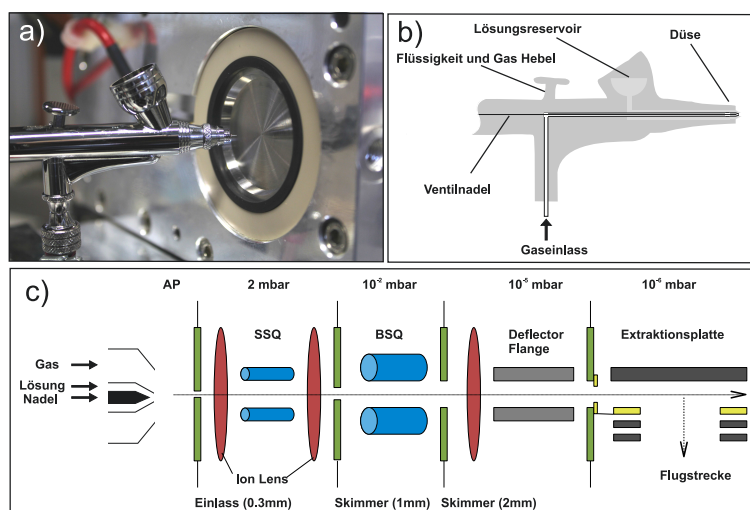 a)
b)
Lösungsreservoir
Flüssigkeit und Gas Hebel
Düse
Ventilnadel
Gaseinlass
c)
AP
2 mbar
10⁻² mbar
10⁻⁵ mbar
10⁻⁶ mbar
SSQ
BSQ
Deflector
Flange
Extraktionsplatte
Gas
Lösung
Nadel
Ion Lens
Flugstrecke
Einlass (0.3mm)
Skimmer (1mm)
Skimmer (2mm)